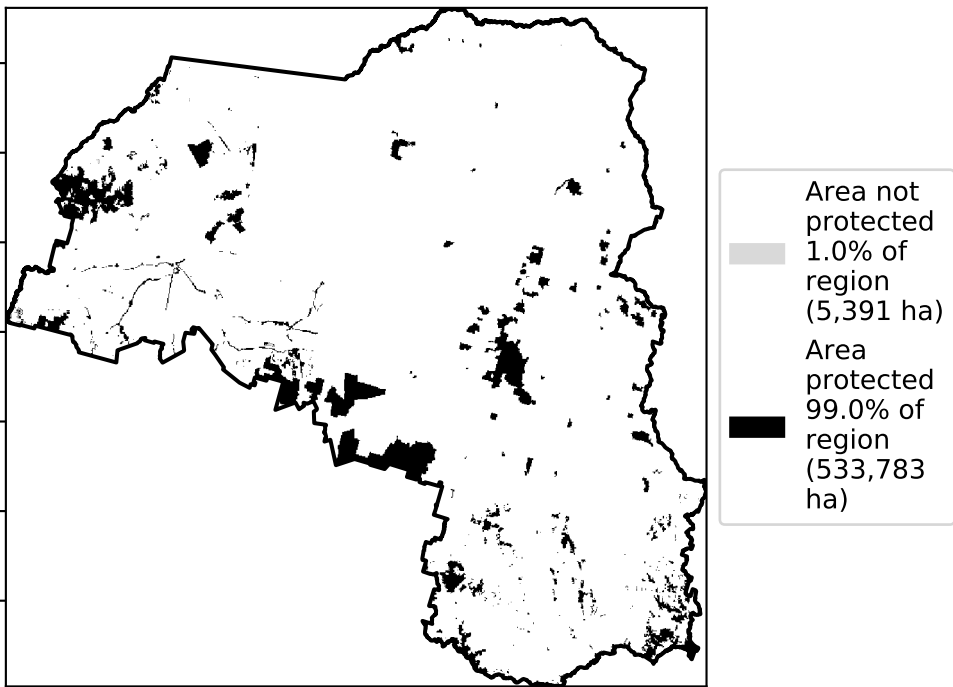 Area not
protected
1.0% of
region
(5,391 ha)
Area
protected
99.0% of
region
(533,783
ha)